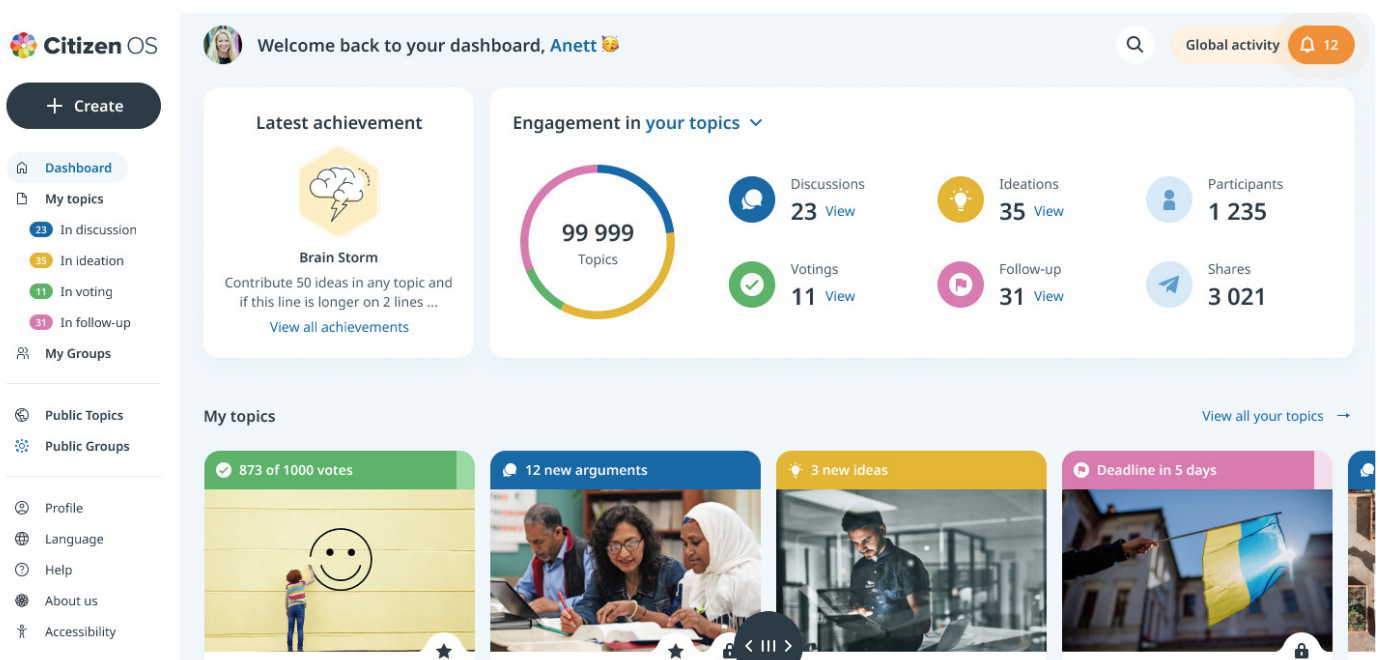 Citizen OS
Welcome back to your dashboard, Anett
Global activity 12
+ Create
Dashboard
My topics
23 In discussion
35 In ideation
11 In voting
31 In follow-up
My Groups
Public Topics
Public Groups
Profile
Language
Help
About us
Accessibility
Latest achievement
Brain Storm
Contribute 50 ideas in any topic and
if this line is longer on 2 lines ...
View all achievements
Engagement in your topics
99 999
Topics
Discussions
23 View
Ideations
35 View
Participants
1 235
Votings
11 View
Follow-up
31 View
Shares
3 021
My topics
View all your topics →
873 of 1000 votes
12 new arguments
3 new ideas
Deadline in 5 days